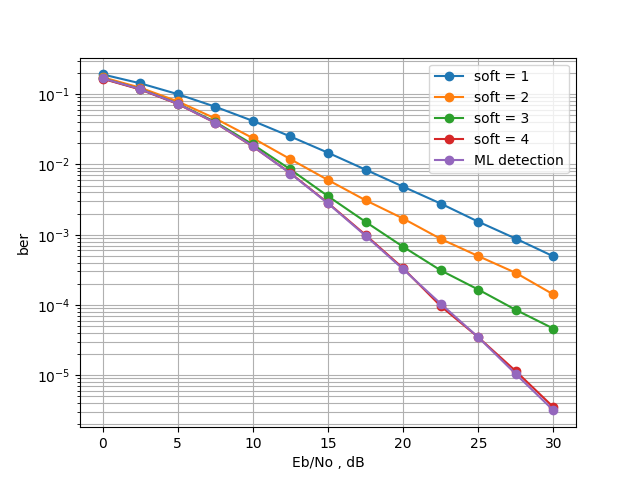 soft = 1
soft = 2
soft = 3
soft = 4
ML detection
10⁻¹
10⁻²
10⁻³
10⁻⁴
10⁻⁵
ber
0 5 10 15 20 25 30
Eb/No , dB